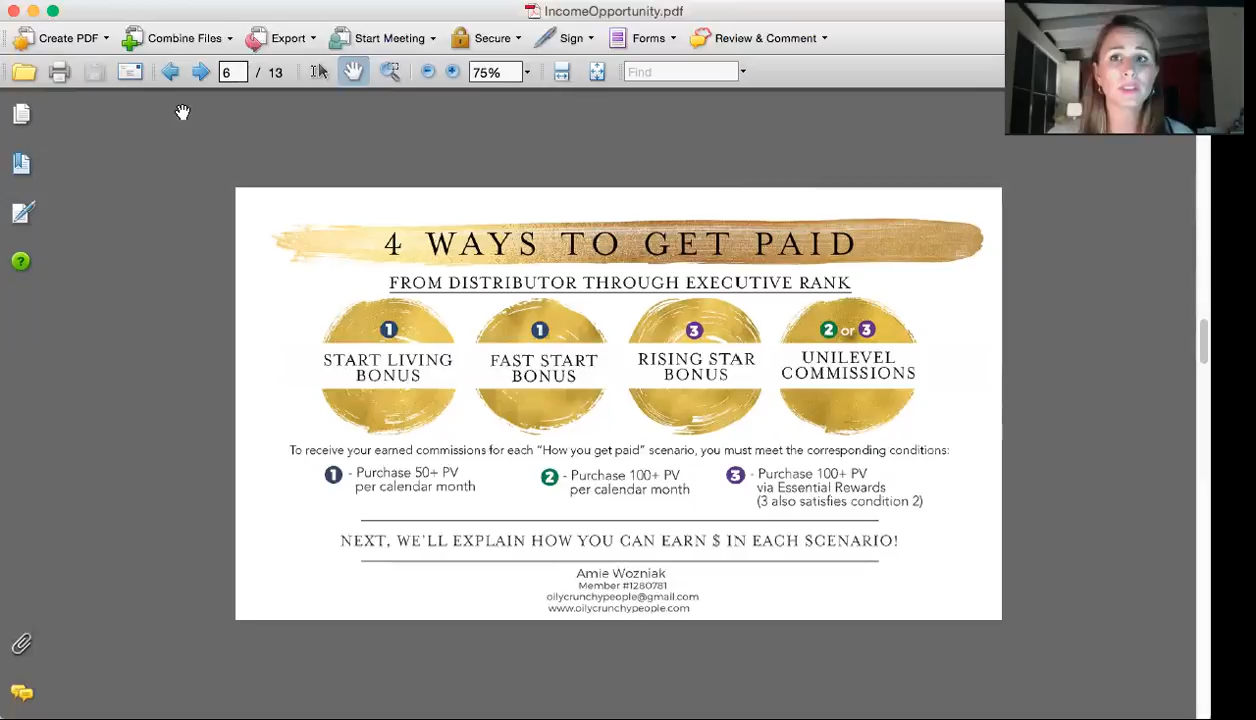 IncomeOpportunity.pdf
Create PDF Combine Files Export Start Meeting Secure Sign Forms Review & Comment
6 / 13 75% Find
4 WAYS TO GET PAID
FROM DISTRIBUTOR THROUGH EXECUTIVE RANK
1 1 3 2 or 3
START LIVING BONUS
FAST START BONUS
RISING STAR BONUS
UNILEVEL COMMISSIONS
To receive your earned commissions for each “How you get paid” scenario, you must meet the corresponding conditions:
1 - Purchase 50+ PV
per calendar month
2 - Purchase 100+ PV
per calendar month
3 - Purchase 100+ PV
via Essential Rewards
(3 also satisfies condition 2)
NEXT, WE'LL EXPLAIN HOW YOU CAN EARN $ IN EACH SCENARIO!
Amie Wozniak
Member #1280781
oilycrunchypeople@gmail.com
www.oilycrunchypeople.com